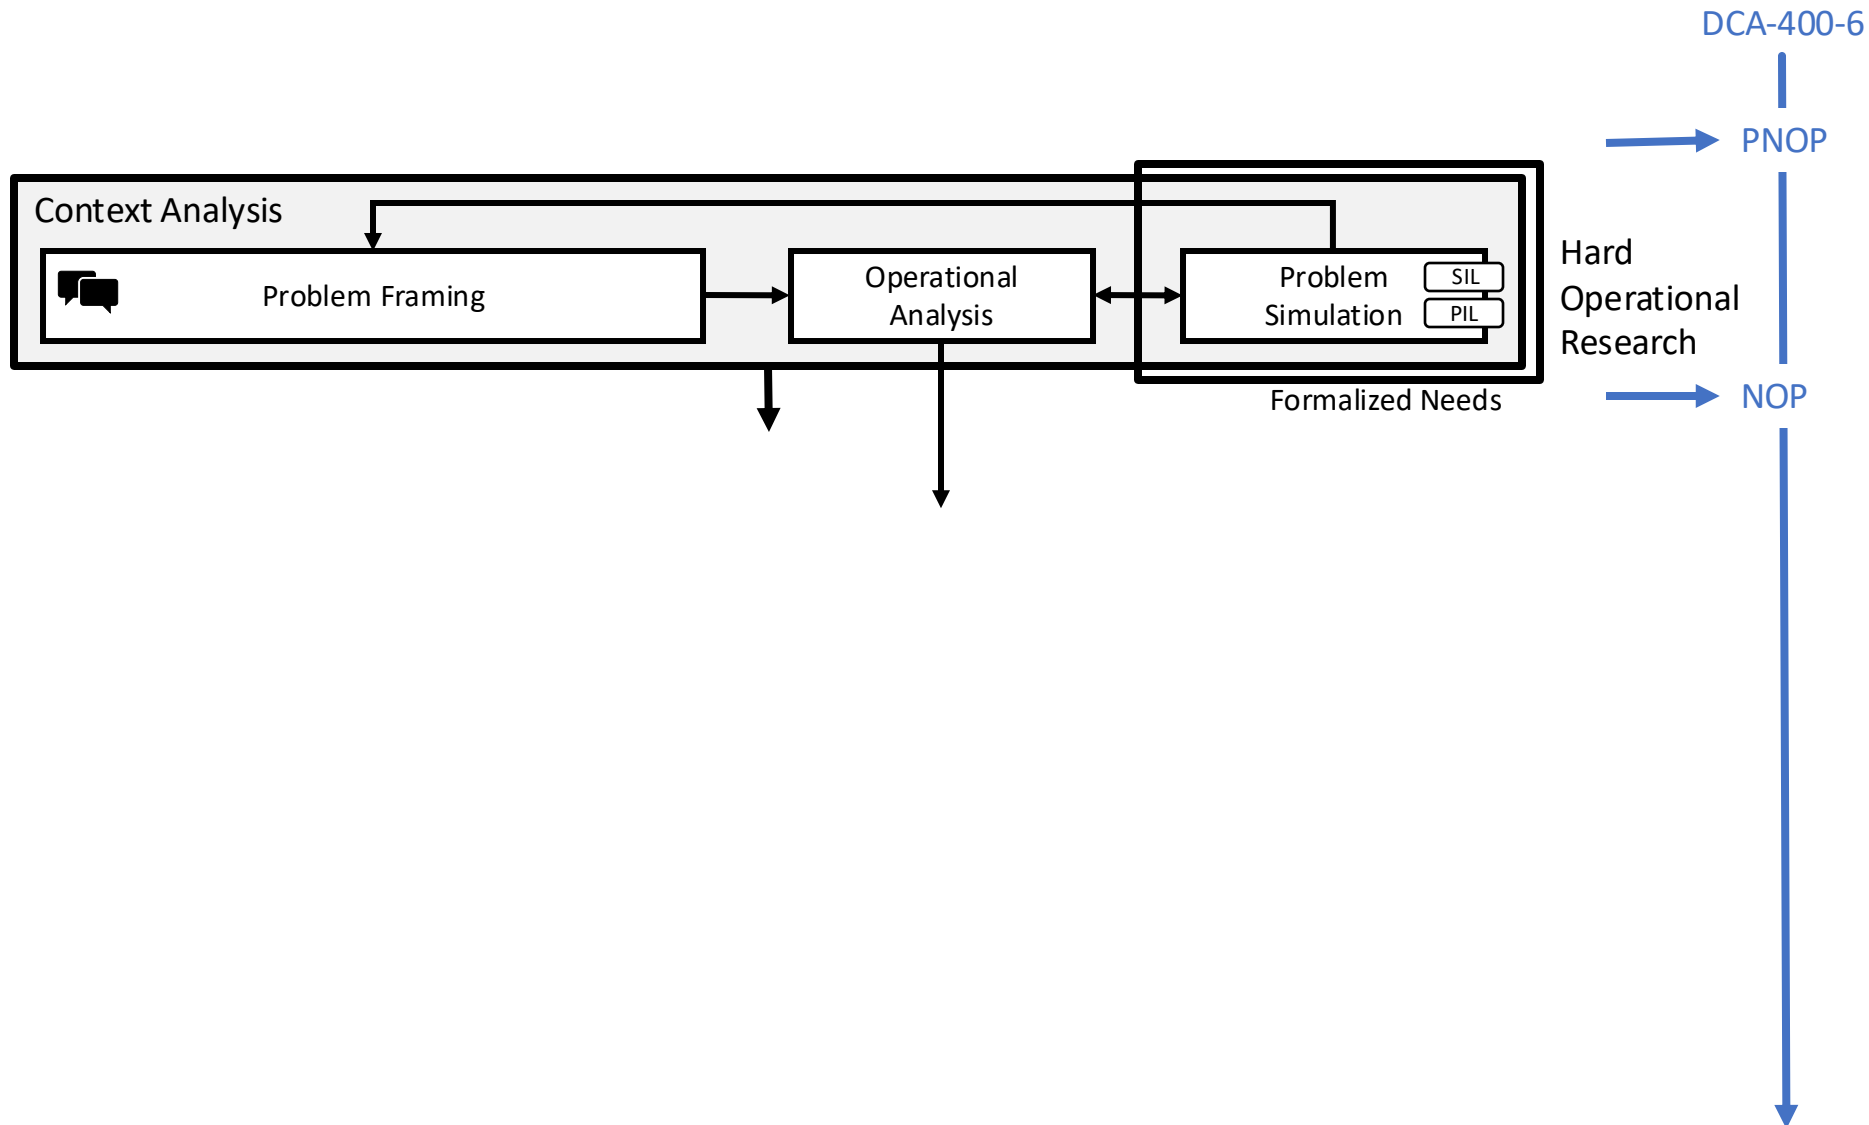 DCA-400-6
PNOP
Context Analysis
Problem Framing
Operational
Analysis
Problem
Simulation
SIL
PIL
Hard
Operational
Research
Formalized Needs
NOP